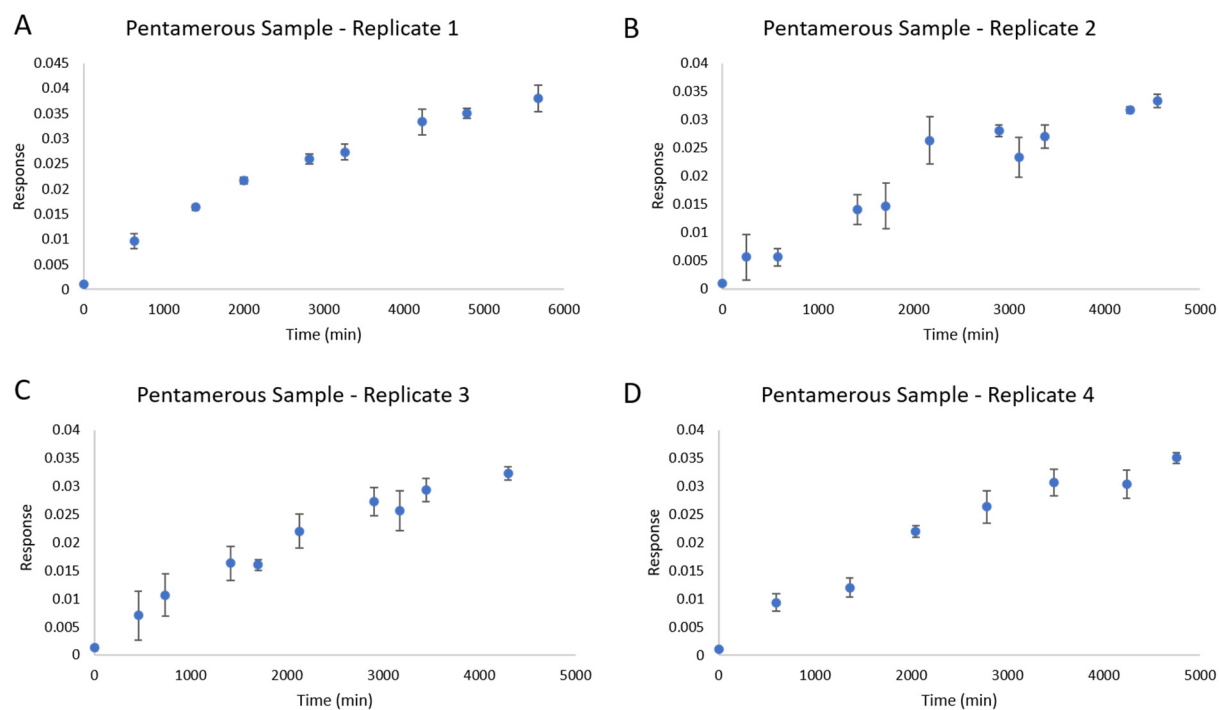 A
Pentamerous Sample - Replicate 1
0.045
0.04
0.035
0.03
0.025
0.02
0.015
0.01
0.005
0
Response
0 1000 2000 3000 4000 5000 6000
Time (min)
B
Pentamerous Sample - Replicate 2
0.04
0.035
0.03
0.025
0.02
0.015
0.01
0.005
0
Response
0 1000 2000 3000 4000 5000
Time (min)
C
Pentamerous Sample - Replicate 3
0.04
0.035
0.03
0.025
0.02
0.015
0.01
0.005
0
Response
0 1000 2000 3000 4000 5000
Time (min)
D
Pentamerous Sample - Replicate 4
0.04
0.035
0.03
0.025
0.02
0.015
0.01
0.005
0
Response
0 1000 2000 3000 4000 5000
Time (min)